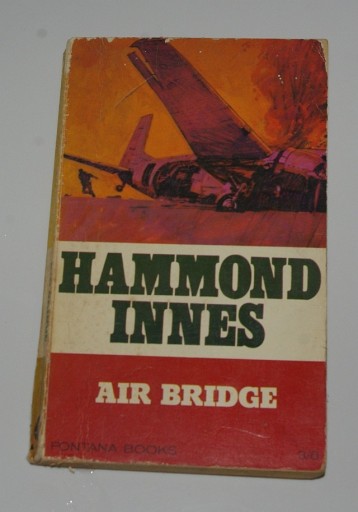 HAMMOND
INNES
AIR BRIDGE
FONTANA BOOKS